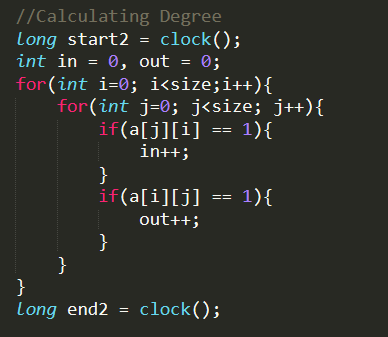 //Calculating Degree
long start2 = clock();
int in = 0, out = 0;
for(int i=0; i<size;i++){
    for(int j=0; j<size; j++){
        if(a[j][i] == 1){
            in++;
        }
        if(a[i][j] == 1){
            out++;
        }
    }
}
long end2 = clock();